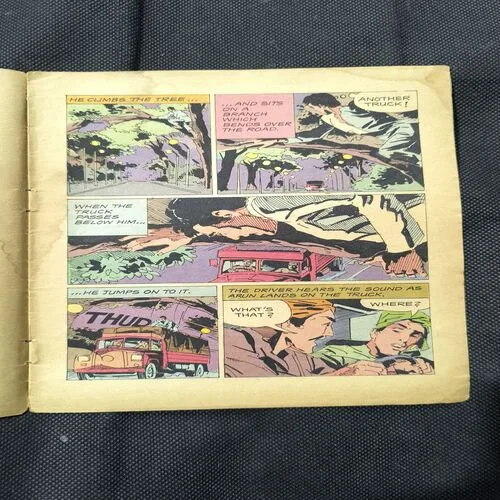 HE CLIMBS THE TREE...
...AND SITS
ON A
BRANCH
WHICH
BENDS OVER
THE ROAD.
ANOTHER
TRUCK!
WHEN THE
TRUCK
PASSES
BELOW HIM...
...HE JUMPS ON TO IT.
THUD
THE DRIVER HEARS THE SOUND AS
ARUN LANDS ON THE TRUCK.
WHAT'S
THAT?
WHERE?